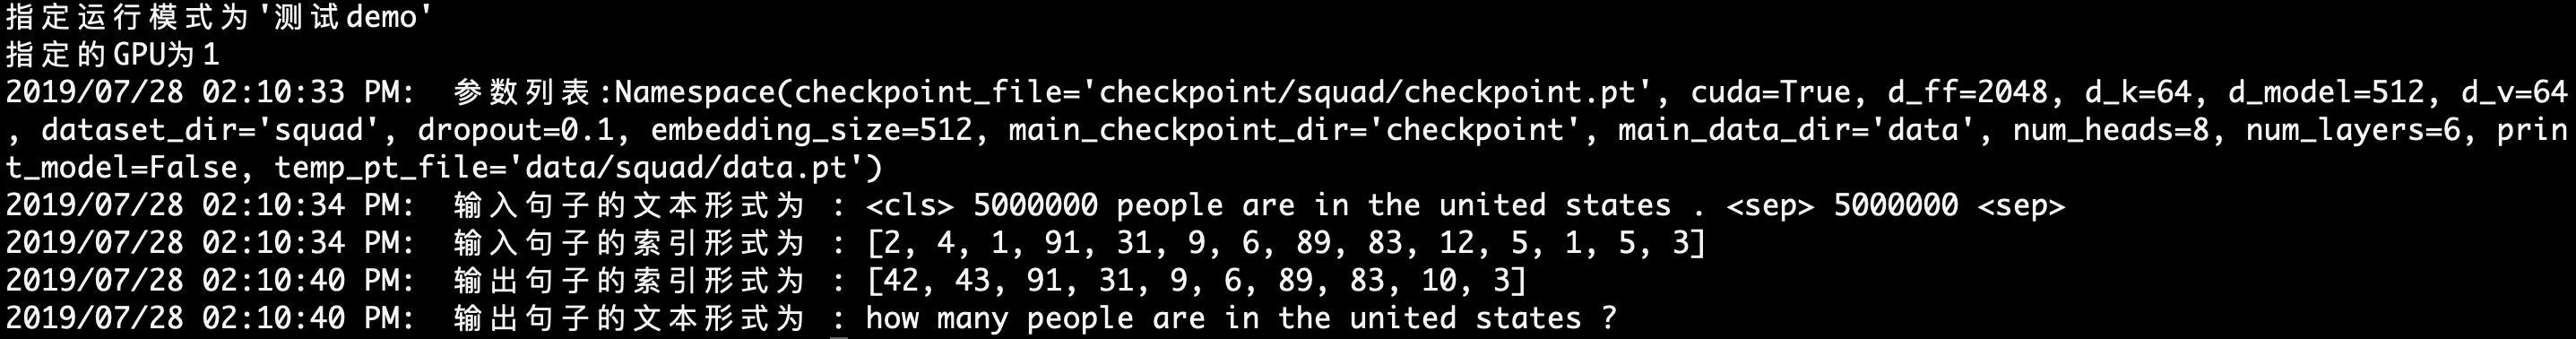 指定运行模式为'测试demo'
指定的GPU为1
2019/07/28 02:10:33 PM:  参数列表:Namespace(checkpoint_file='checkpoint/squad/checkpoint.pt', cuda=True, d_ff=2048, d_k=64, d_model=512, d_v=64
, dataset_dir='squad', dropout=0.1, embedding_size=512, main_checkpoint_dir='checkpoint', main_data_dir='data', num_heads=8, num_layers=6, prin
t_model=False, temp_pt_file='data/squad/data.pt')
2019/07/28 02:10:34 PM:  输入句子的文本形式为 : <cls> 5000000 people are in the united states . <sep> 5000000 <sep>
2019/07/28 02:10:34 PM:  输入句子的索引形式为 : [2, 4, 1, 91, 31, 9, 6, 89, 83, 12, 5, 1, 5, 3]
2019/07/28 02:10:40 PM:  输出句子的索引形式为 : [42, 43, 91, 31, 9, 6, 89, 83, 10, 3]
2019/07/28 02:10:40 PM:  输出句子的文本形式为 : how many people are in the united states ?